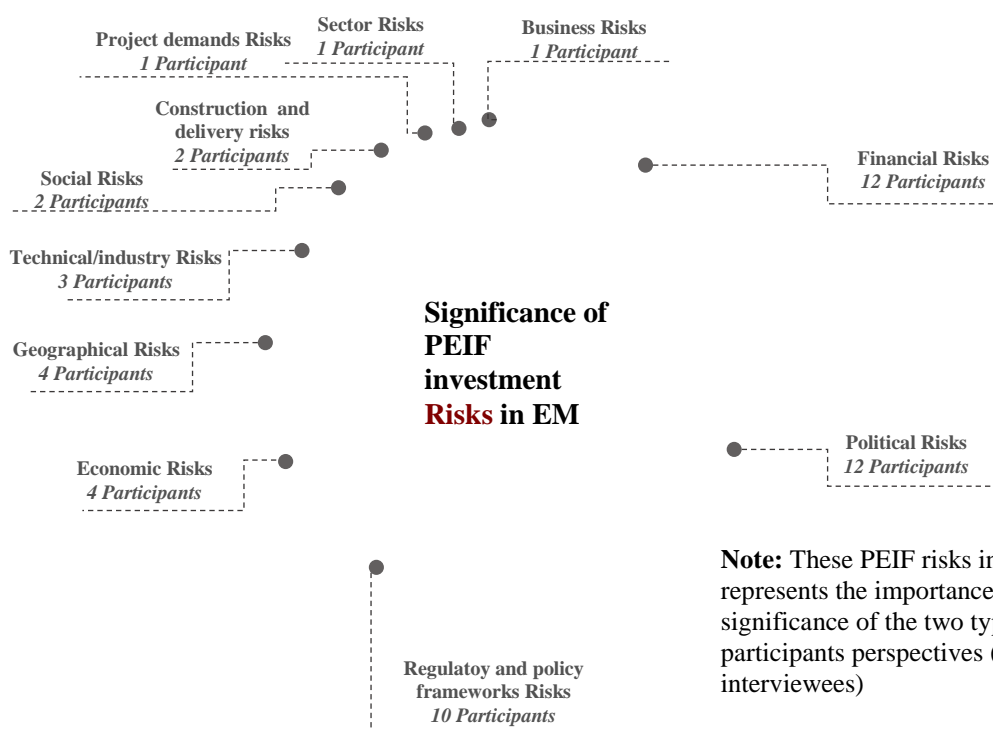 Sector Risks
1 Participant
Business Risks
1 Participant
Project demands Risks
1 Participant
Construction and
delivery risks
2 Participants
Financial Risks
12 Participants
Social Risks
2 Participants
Technical/industry Risks
3 Participants
Significance of
PEIF
investment
Risks in EM
Geographical Risks
4 Participants
Political Risks
12 Participants
Economic Risks
4 Participants
Note: These PEIF risks
represents the importance
significance of the two
participants perspectives
interviewees)
Regulatoy and policy
frameworks Risks
10 Participants